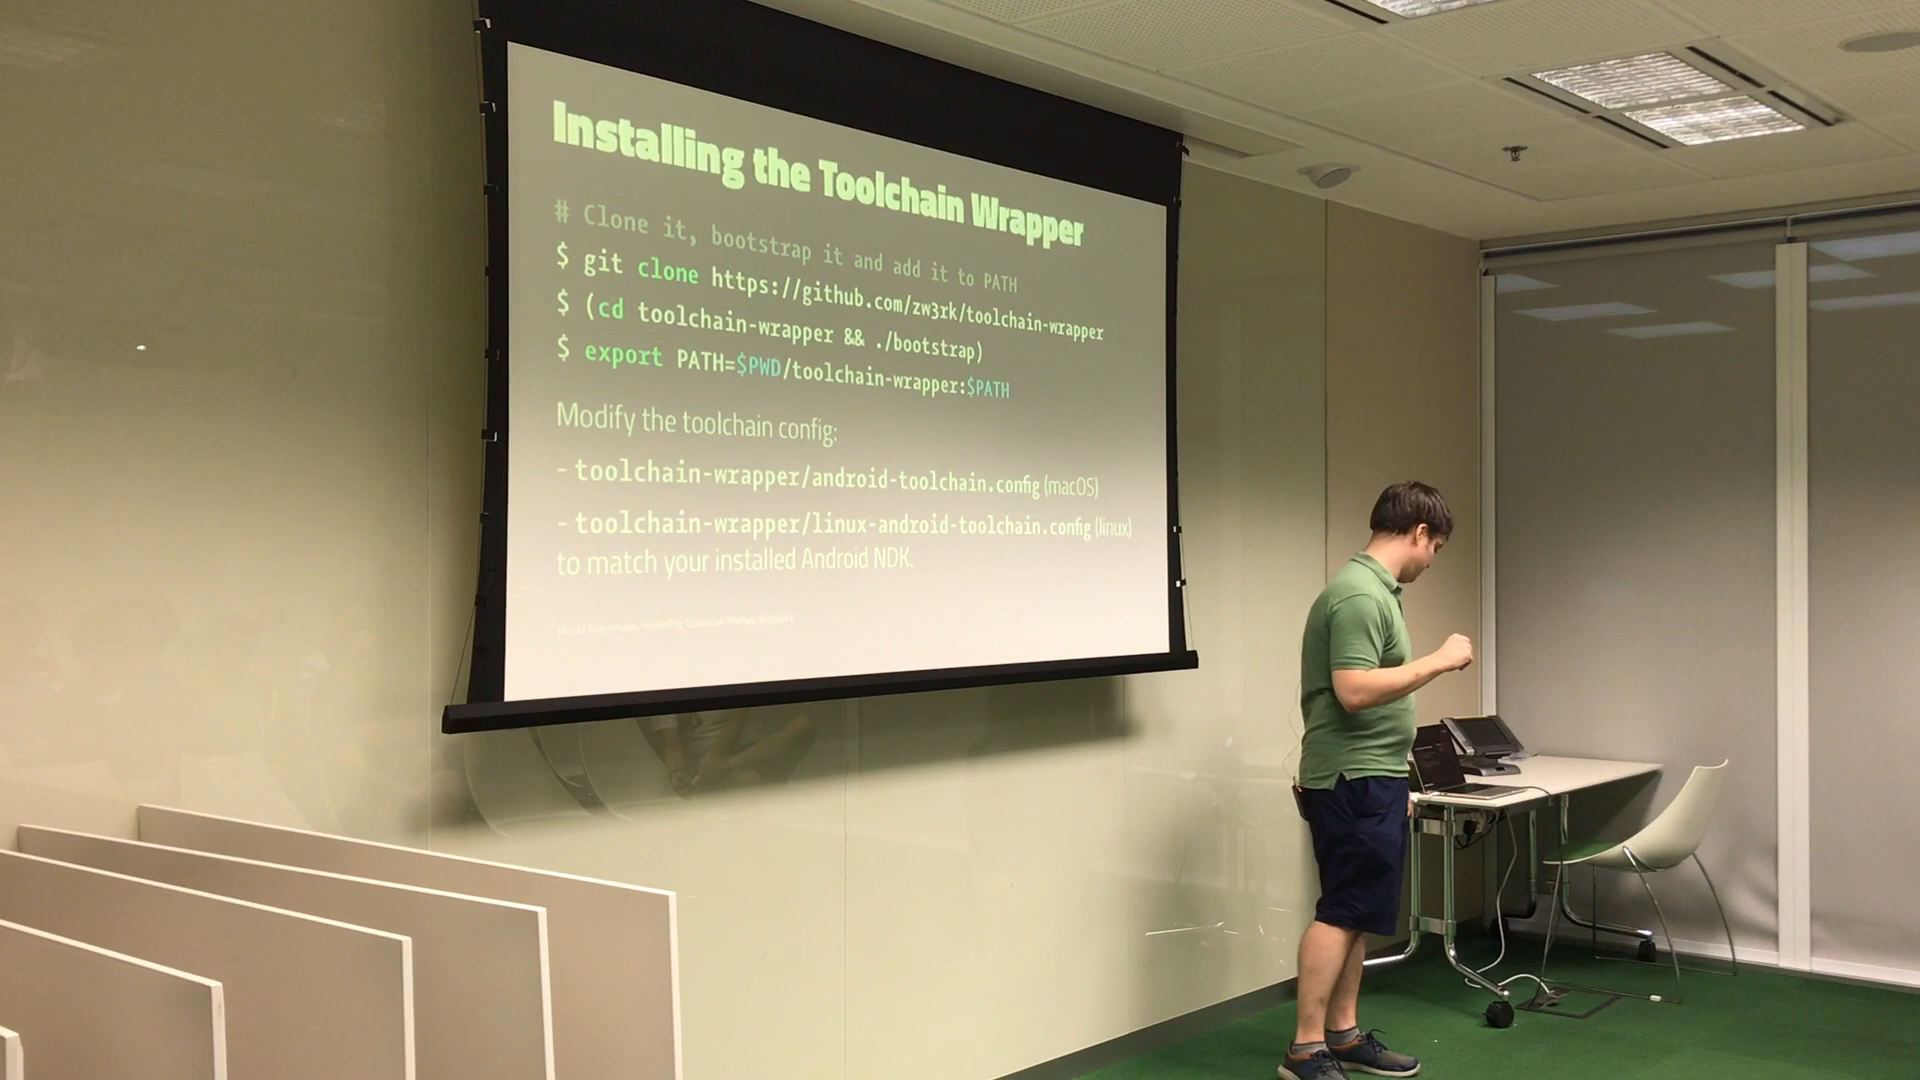 Installing the Toolchain Wrapper
# Clone it, bootstrap it and add it to PATH
$ git clone https://github.com/zw3rk/toolchain-wrapper
$ (cd toolchain-wrapper && ./bootstrap)
$ export PATH=$PWD/toolchain-wrapper:$PATH
Modify the toolchain config:
- toolchain-wrapper/android-toolchain.config (macOS)
- toolchain-wrapper/linux-android-toolchain.config (linux)
to match your installed Android NDK.